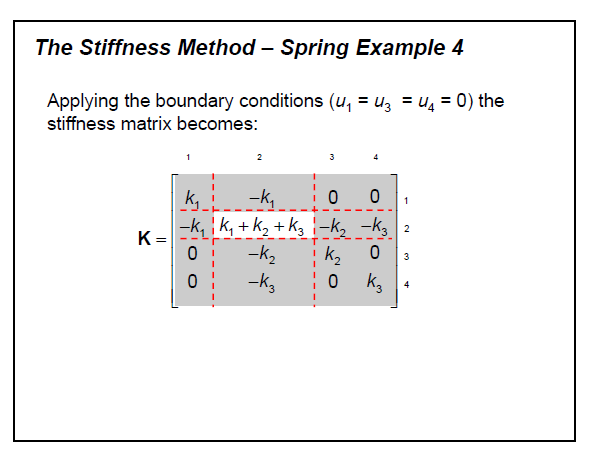 The Stiffness Method – Spring Example 4
Applying the boundary conditions (u₁ = u₃ = u₄ = 0) the
stiffness matrix becomes:
1 2 3 4
k₁ −k₁ 0 0 1
−k₁ k₁ + k₂ + k₃ −k₂ −k₃ 2
K =
0 −k₂ k₂ 0 3
0 −k₃ 0 k₃ 4